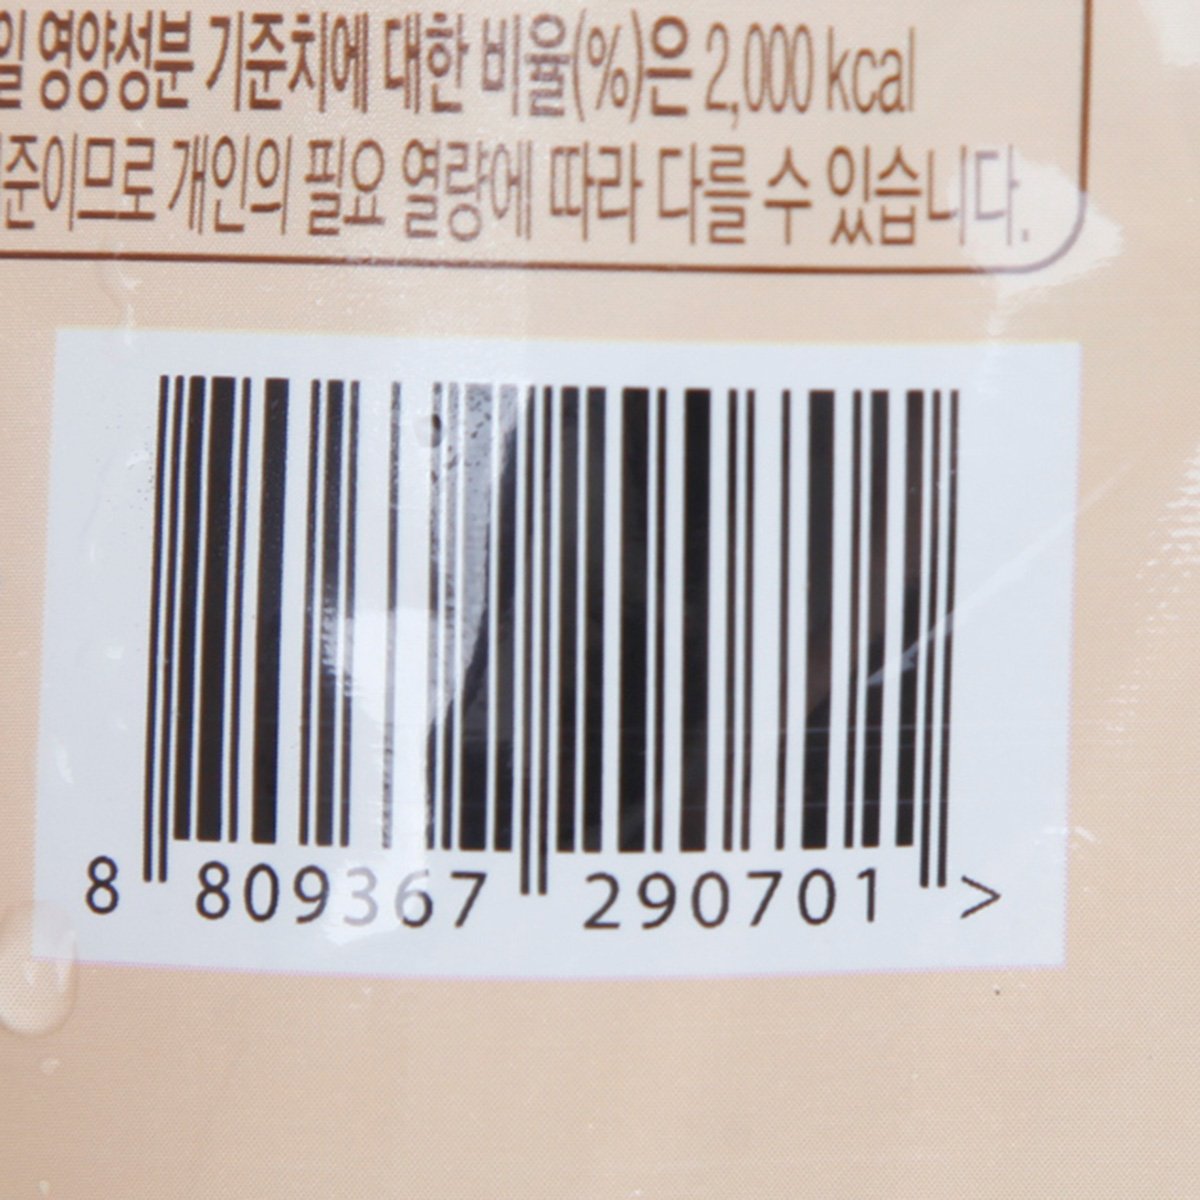 일 영양성분 기준치에 대한 비율(%)은 2,000 kcal
준이므로 개인의 필요 열량에 따라 다를 수 있습니다.
8 809367 290701 >